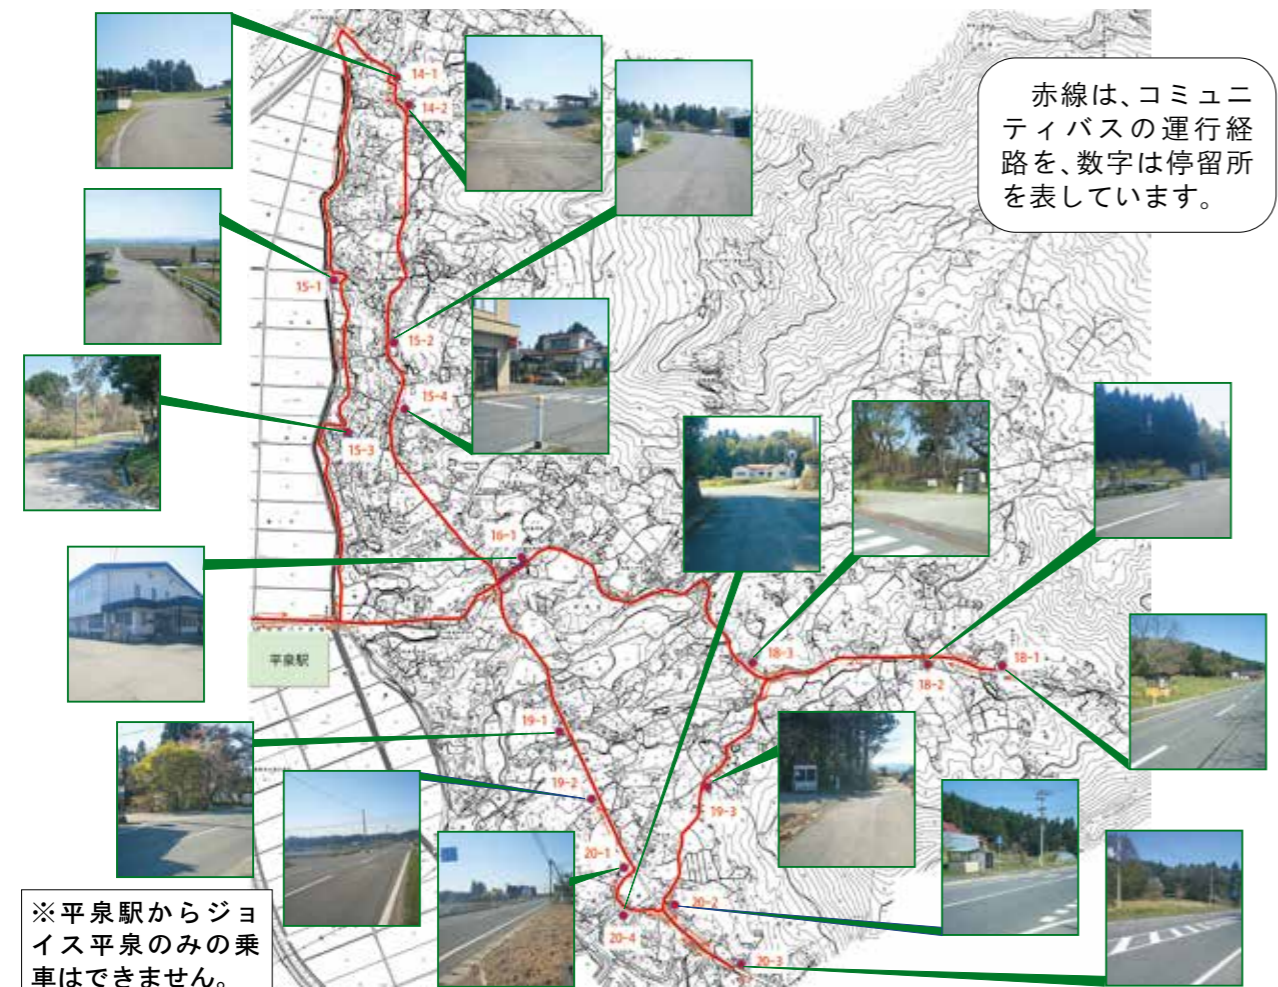 赤線は、コミュニ
ティバスの運行経
路を、数字は停留所
を表しています。
14-1
14-2
15-1
15-2
15-4
15-3
16-1
平泉駅
18-3
18-1
18-2
19-1
19-2
19-3
20-1
20-2
20-4
20-3
※平泉駅からジョ
イス平泉のみの乗
車はできません。